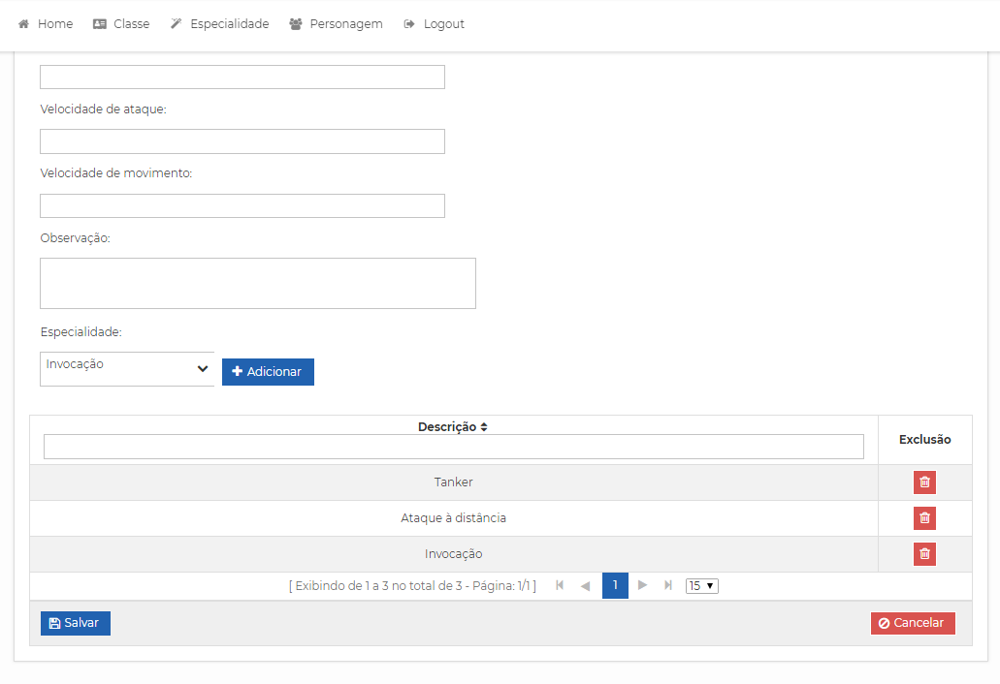 Home Classe Especialidade Personagem Logout
Velocidade de ataque:
Velocidade de movimento:
Observação:
Especialidade:
Invocação
Adicionar
Descrição
Exclusão
Tanker
Ataque à distância
Invocação
[ Exibindo de 1 a 3 no total de 3 - Página: 1/1 ] 1 15
Salvar
Cancelar